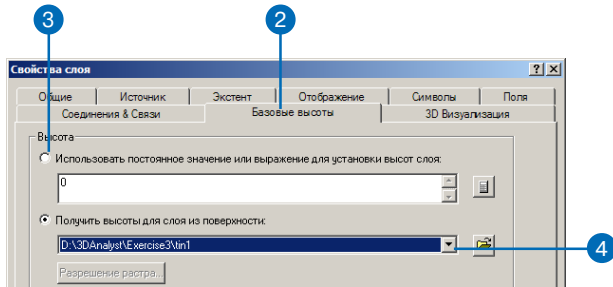 3
2
Свойства слоя
Общие
Источник
Экстент
Отображение
Символы
Поля
Соединения & Связи
Базовые высоты
3D Визуализация
Высота
Использовать постоянное значение или выражение для установки высот слоя:
0
Получить высоты для слоя из поверхности:
D:\3DAnalyst\Exercise3\tin1
4
Разрешение растра...